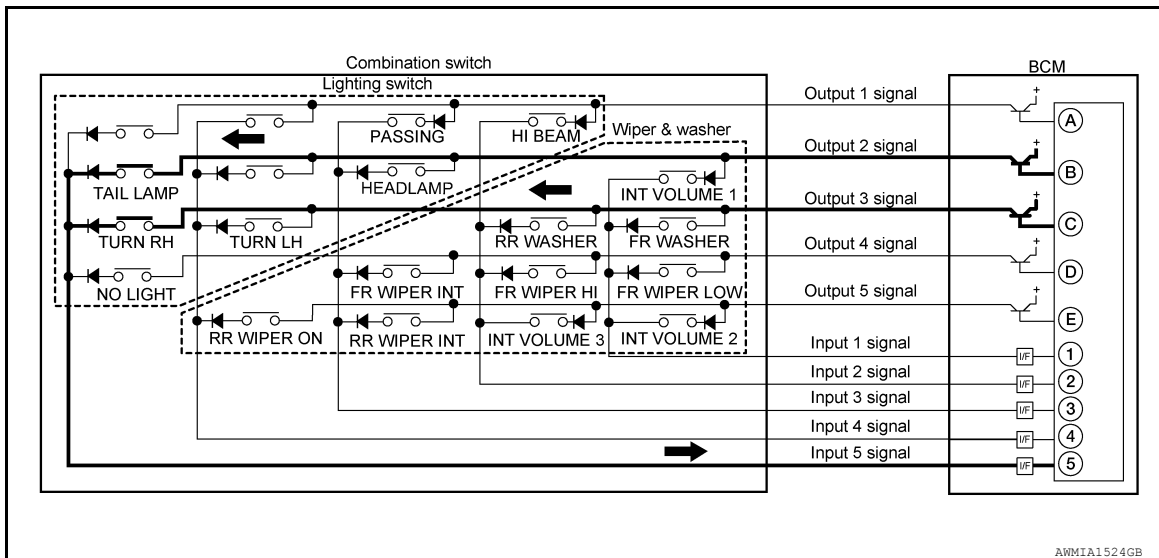 Combination switch
BCM
Lighting switch
Output 1 signal
+
A
PASSING
HI BEAM
Wiper & washer
Output 2 signal
+
B
TAIL LAMP
HEADLAMP
INT VOLUME 1
Output 3 signal
+
C
TURN RH
TURN LH
RR WASHER
FR WASHER
Output 4 signal
+
D
NO LIGHT
FR WIPER INT
FR WIPER HI
FR WIPER LOW
Output 5 signal
+
E
RR WIPER ON
RR WIPER INT
INT VOLUME 3
INT VOLUME 2
Input 1 signal
I/F
1
Input 2 signal
I/F
2
Input 3 signal
I/F
3
Input 4 signal
I/F
4
Input 5 signal
I/F
5
AWMIA1524GB